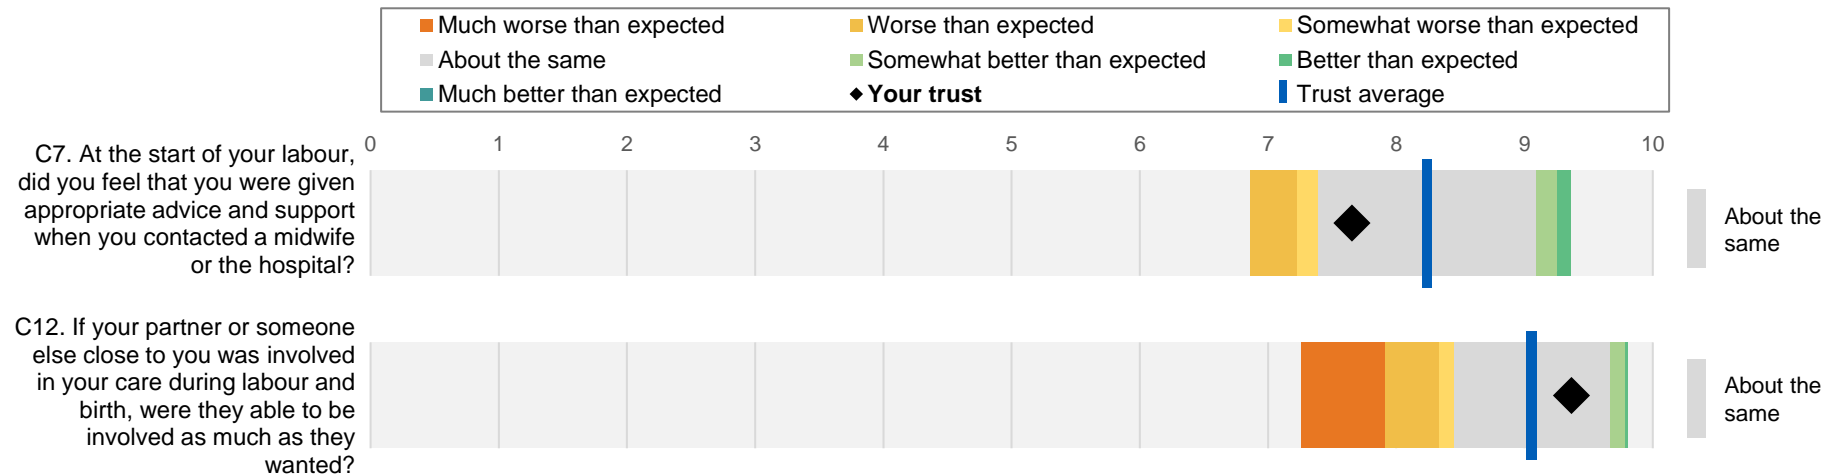 Much worse than expected
Worse than expected
Somewhat worse than expected
About the same
Somewhat better than expected
Better than expected
Much better than expected
Your trust
Trust average
0 1 2 3 4 5 6 7 8 9 10
C7. At the start of your labour,
did you feel that you were given
appropriate advice and support
when you contacted a midwife
or the hospital?
About the
same
C12. If your partner or someone
else close to you was involved
in your care during labour and
birth, were they able to be
involved as much as they
wanted?
About the
same